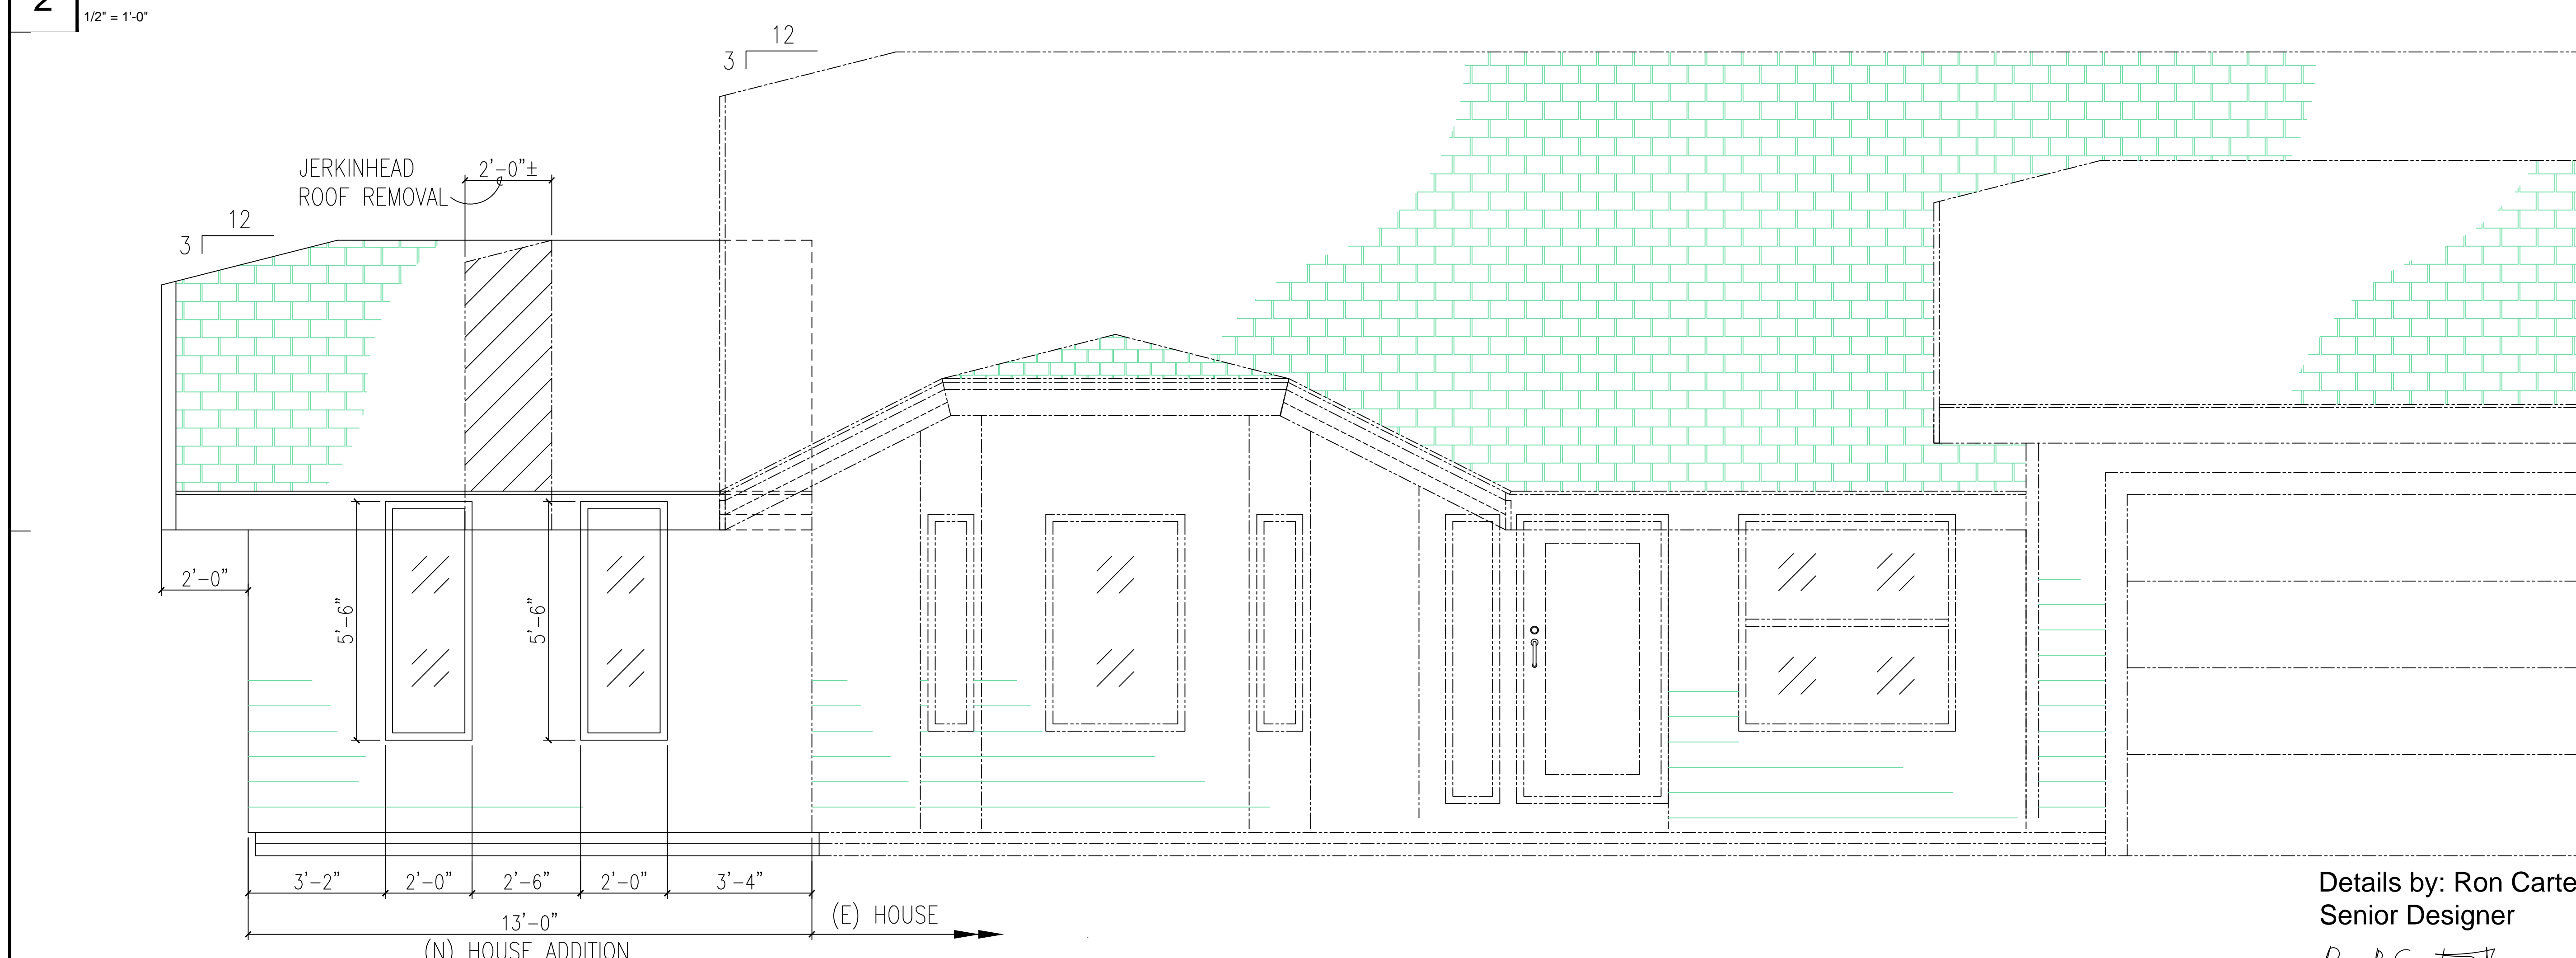 2
1/2" = 1'-0"
12
3
JERKINHEAD
ROOF REMOVAL
2'-0"±
12
3
2'-0"
5'-6"
5'-6"
3'-2"
2'-0"
2'-6"
2'-0"
3'-4"
13'-0"
(E) HOUSE
(N) HOUSE ADDITION
Details by: Ron Carte
Senior Designer